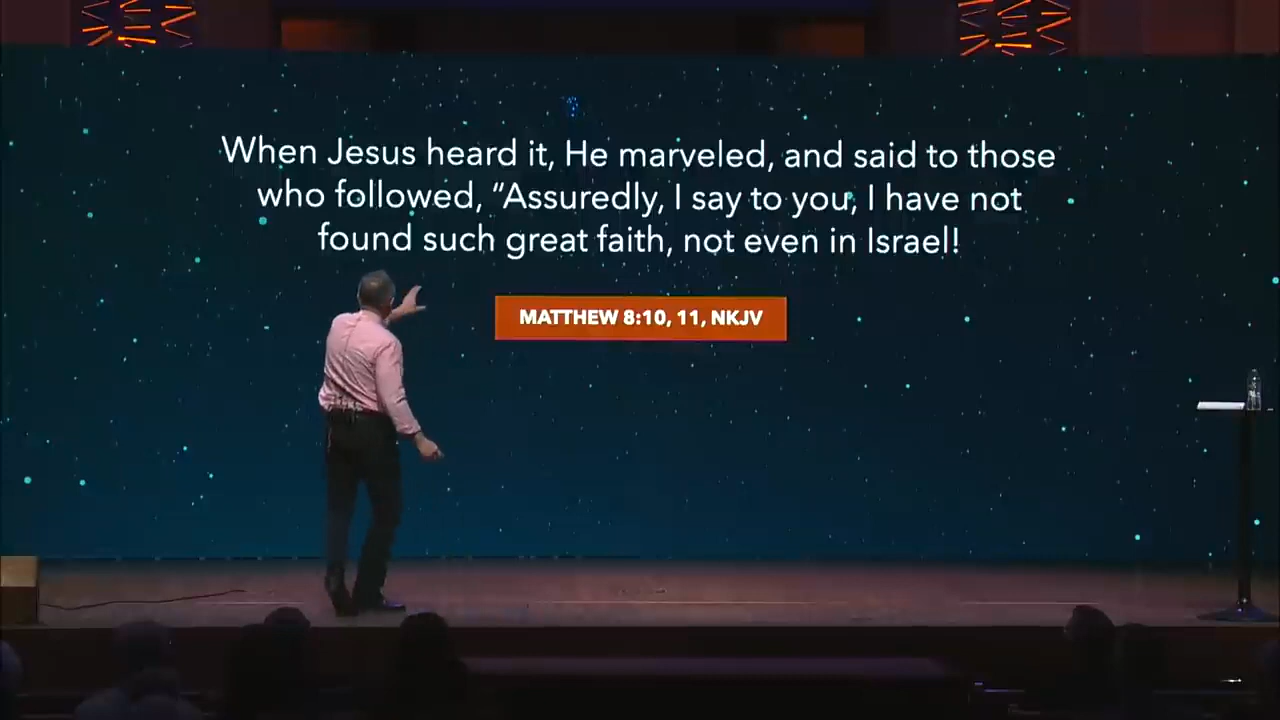 When Jesus heard it, He marveled, and said to those
who followed, “Assuredly, I say to you, I have not
found such great faith, not even in Israel!
MATTHEW 8:10, 11, NKJV